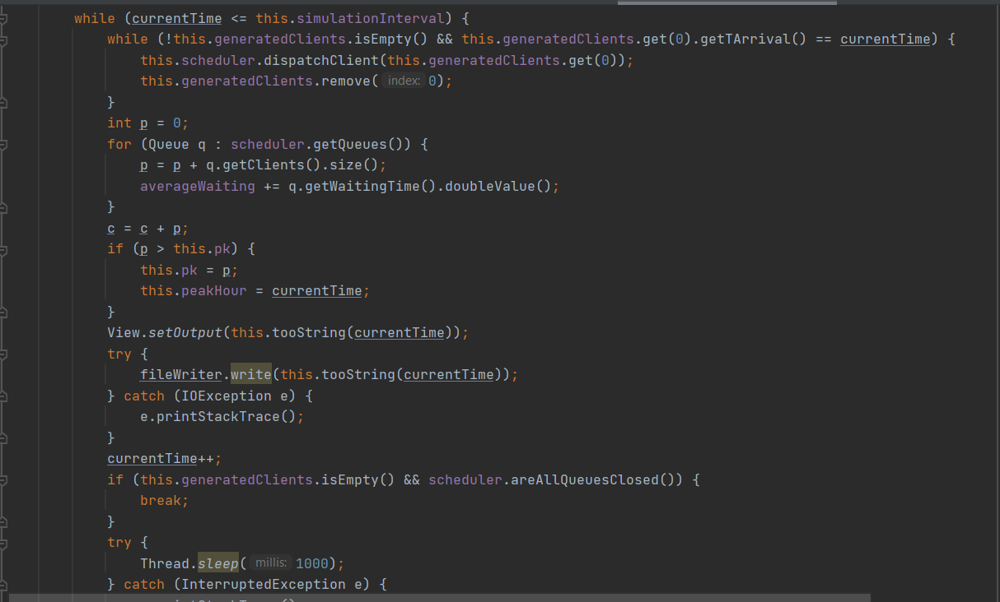 while (currentTime <= this.simulationInterval) {
while (!this.generatedClients.isEmpty() && this.generatedClients.get(0).getTArrival() == currentTime) {
this.scheduler.dispatchClient(this.generatedClients.get(0));
this.generatedClients.remove( index: 0);
}
int p = 0;
for (Queue q : scheduler.getQueues()) {
p = p + q.getClients().size();
averageWaiting += q.getWaitingTime().doubleValue();
}
c = c + p;
if (p > this.pk) {
this.pk = p;
this.peakHour = currentTime;
}
View.setOutput(this.tooString(currentTime));
try {
fileWriter.write(this.tooString(currentTime));
} catch (IOException e) {
e.printStackTrace();
}
currentTime++;
if (this.generatedClients.isEmpty() && scheduler.areAllQueuesClosed()) {
break;
}
try {
Thread.sleep( millis: 1000);
} catch (InterruptedException e) {